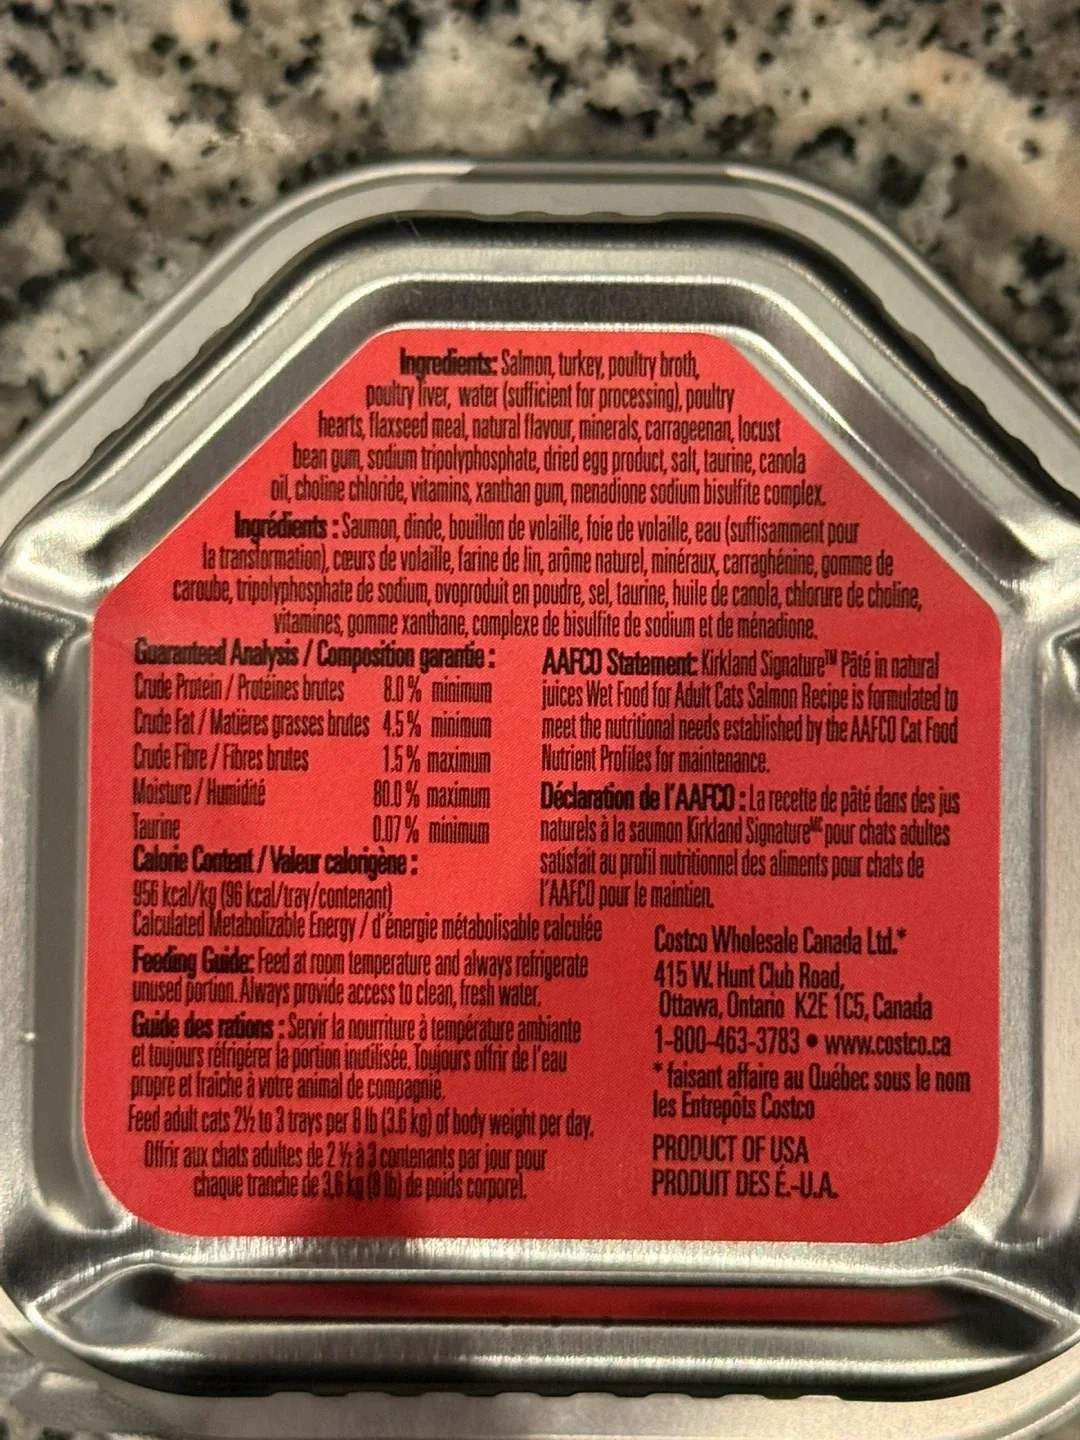 Ingredients: Salmon, turkey, poultry broth,
poultry liver, water (sufficient for processing), poultry
hearts, flaxseed meal, natural flavour, minerals, carrageenan, locust
bean gum, sodium tripolyphosphate, dried egg product, salt, taurine, canola
oil, choline chloride, vitamins, xanthan gum, menadione sodium bisulfite complex.
Ingrédients : Saumon, dinde, bouillon de volaille, foie de volaille, eau (suffisamment pour
la transformation), cœurs de volaille, farine de lin, arôme naturel, minéraux, carraghénine, gomme de
caroube, tripolyphosphate de sodium, ovoproduit en poudre, sel, taurine, huile de canola, chlorure de choline,
vitamines, gomme xanthane, complexe de bisulfite de sodium et de ménadione.
Guaranteed Analysis / Composition garantie :
Crude Protein / Protéines brutes 8.0 % minimum
Crude Fat / Matières grasses brutes 4.5 % minimum
Crude Fibre / Fibres brutes 1.5 % maximum
Moisture / Humidité 80.0 % maximum
Taurine 0.07 % minimum
Calorie Content / Valeur calorigène :
956 kcal/kg (96 kcal/tray/contenant)
Calculated Metabolizable Energy / d'énergie métabolisable calculée
Feeding Guide: Feed at room temperature and always refrigerate
unused portion. Always provide access to clean, fresh water.
Guide des rations : Servir la nourriture à température ambiante
et toujours réfrigérer la portion inutilisée. Toujours offrir de l'eau
propre et fraîche à votre animal de compagnie.
Feed adult cats 2½ to 3 trays per 8 lb (3.6 kg) of body weight per day.
Offrir aux chats adultes de 2 ½ à 3 contenants par jour pour
chaque tranche de 3,6 kg (8 lb) de poids corporel.
AAFCO Statement: Kirkland Signature™ Pâté in natural
juices Wet Food for Adult Cats Salmon Recipe is formulated to
meet the nutritional needs established by the AAFCO Cat Food
Nutrient Profiles for maintenance.
Déclaration de l'AAFCO : La recette de pâté dans des jus
naturels à la saumon Kirkland Signature​ᴹᶜ pour chats adultes
satisfait au profil nutritionnel des aliments pour chats de
l'AAFCO pour le maintien.
Costco Wholesale Canada Ltd.*
415 W. Hunt Club Road,
Ottawa, Ontario K2E 1C5, Canada
1-800-463-3783 • www.costco.ca
* faisant affaire au Québec sous le nom
les Entrepôts Costco
PRODUCT OF USA
PRODUIT DES É.-U.A.